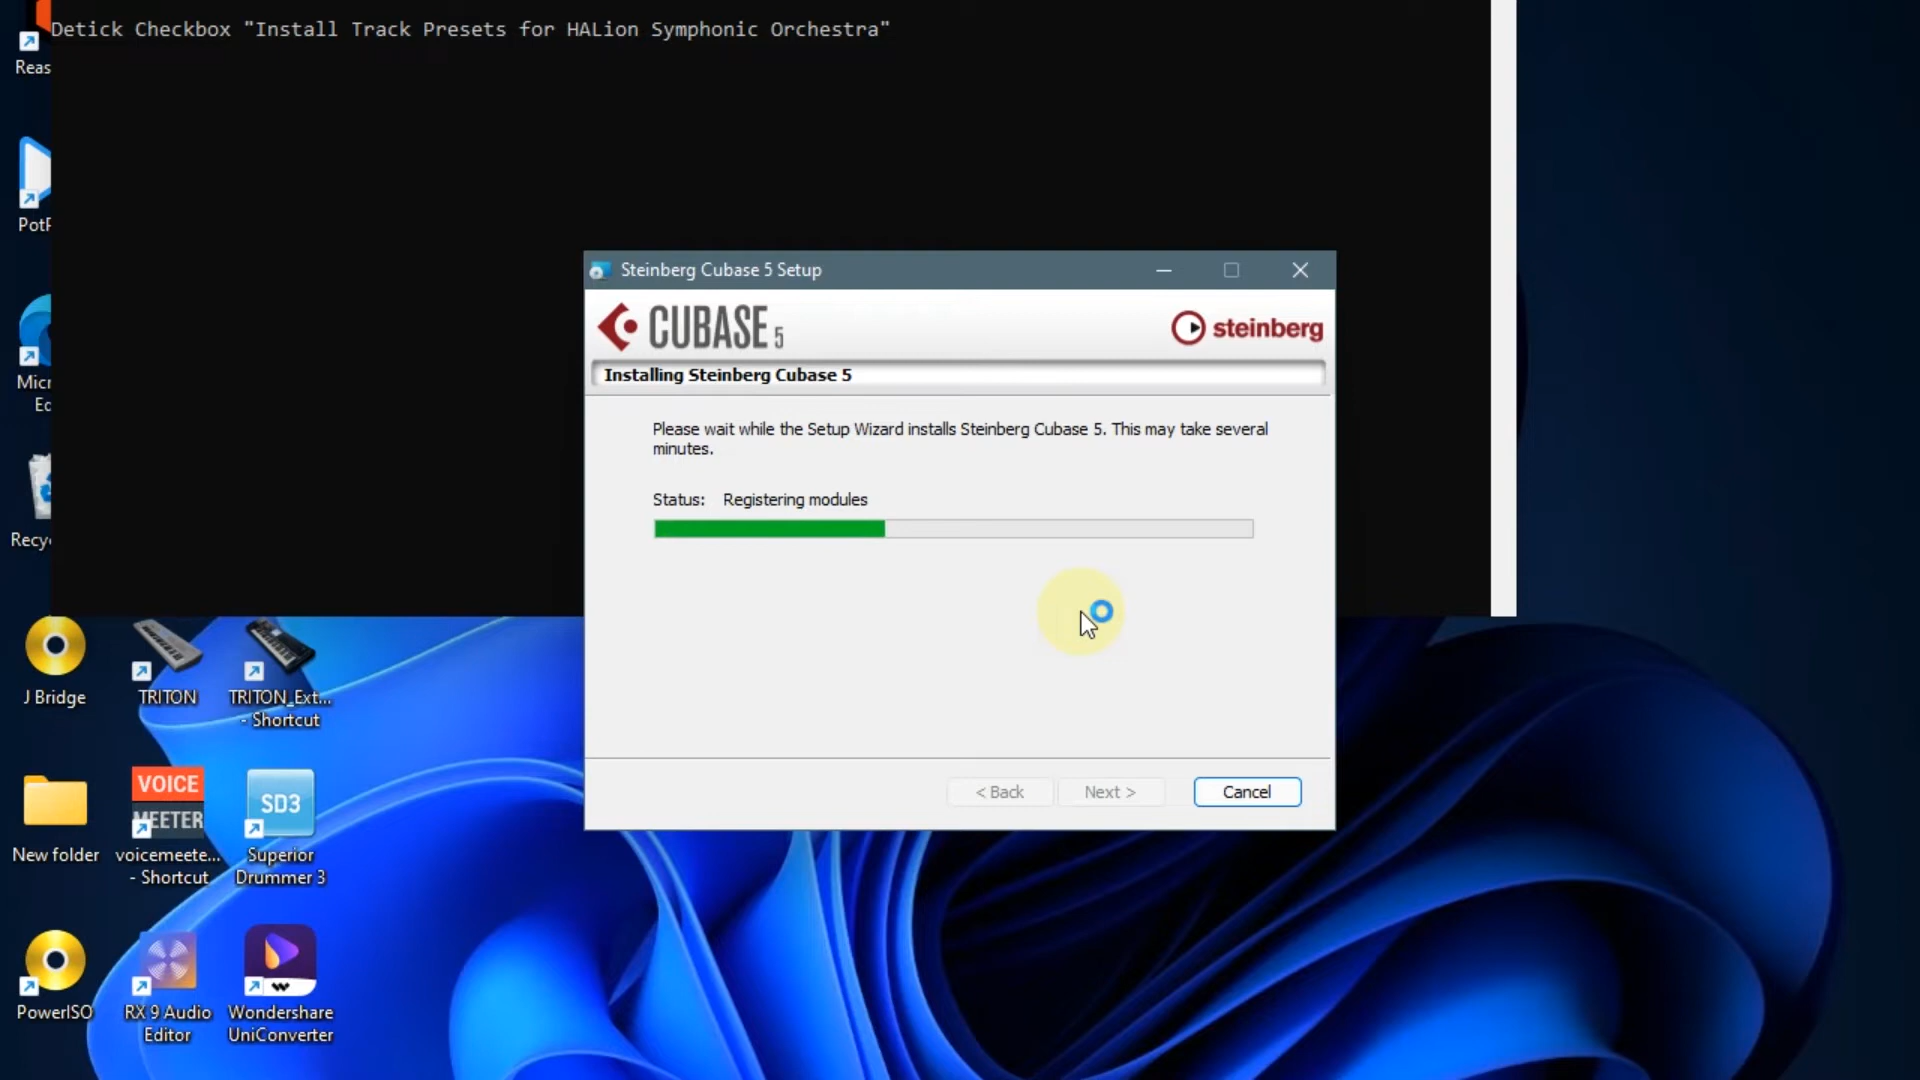 Detick Checkbox "Install Track Presets for HALion Symphonic Orchestra"
Reas
PotP
Micr
Ec
Recy
Steinberg Cubase 5 Setup
CUBASE 5
steinberg
Installing Steinberg Cubase 5
Please wait while the Setup Wizard installs Steinberg Cubase 5. This may take several
minutes.
Status: Registering modules
< Back
Next >
Cancel
J Bridge
TRITON
TRITON_Ext...
- Shortcut
VOICE
MEETER
SD3
New folder
voicemeete...
- Shortcut
Superior
Drummer 3
PowerISO
RX 9 Audio
Editor
Wondershare
UniConverter